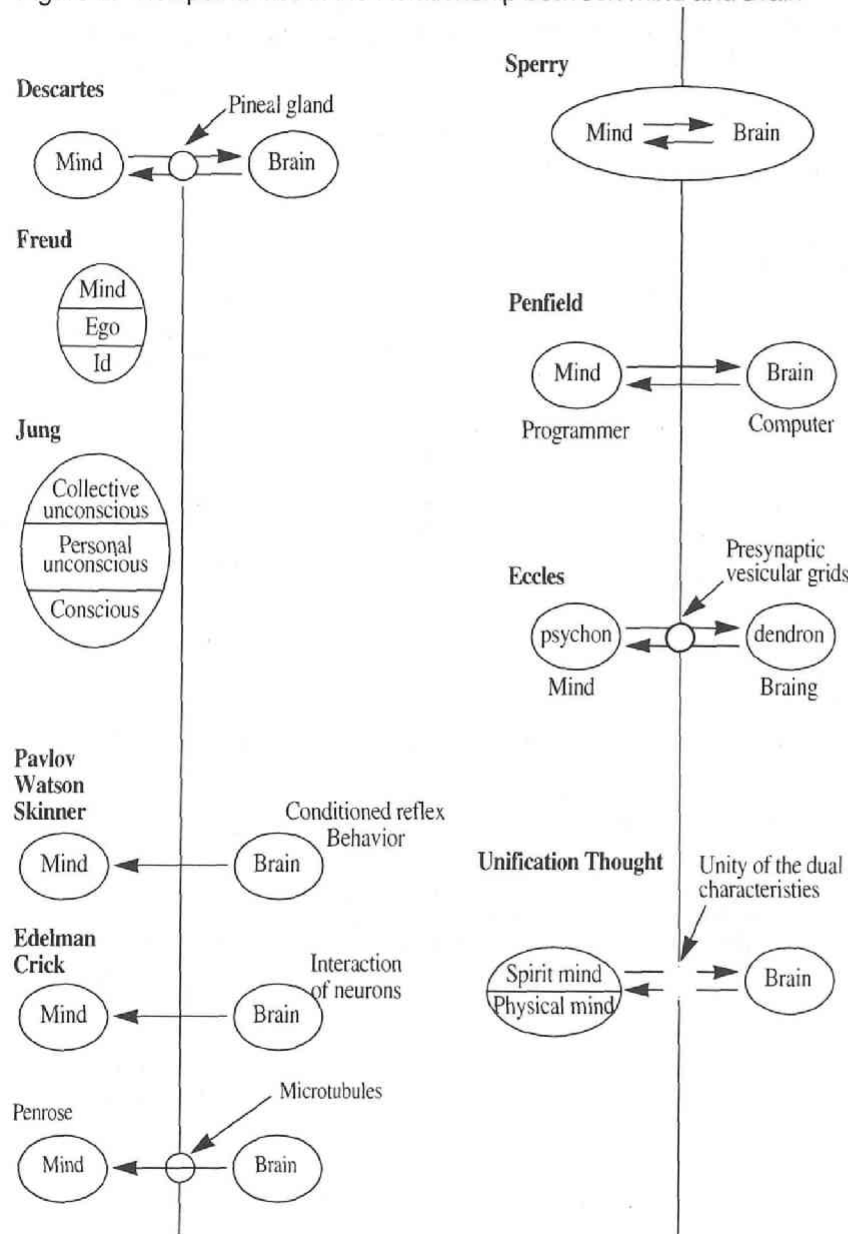 Descartes
Pineal gland
Mind
Brain
Freud
Mind
Ego
Id
Jung
Collective
unconscious
Personal
unconscious
Conscious
Pavlov
Watson
Skinner
Conditioned reflex
Behavior
Mind
Brain
Edelman
Crick
Interaction
of neurons
Mind
Brain
Microtubules
Penrose
Mind
Brain
Sperry
Mind
Brain
Penfield
Mind
Brain
Programmer
Computer
Presynaptic
vesicular grids
Eccles
psychon
dendron
Mind
Braing
Unification Thought
Unity of the dual
characteristies
Spirit mind
Physical mind
Brain